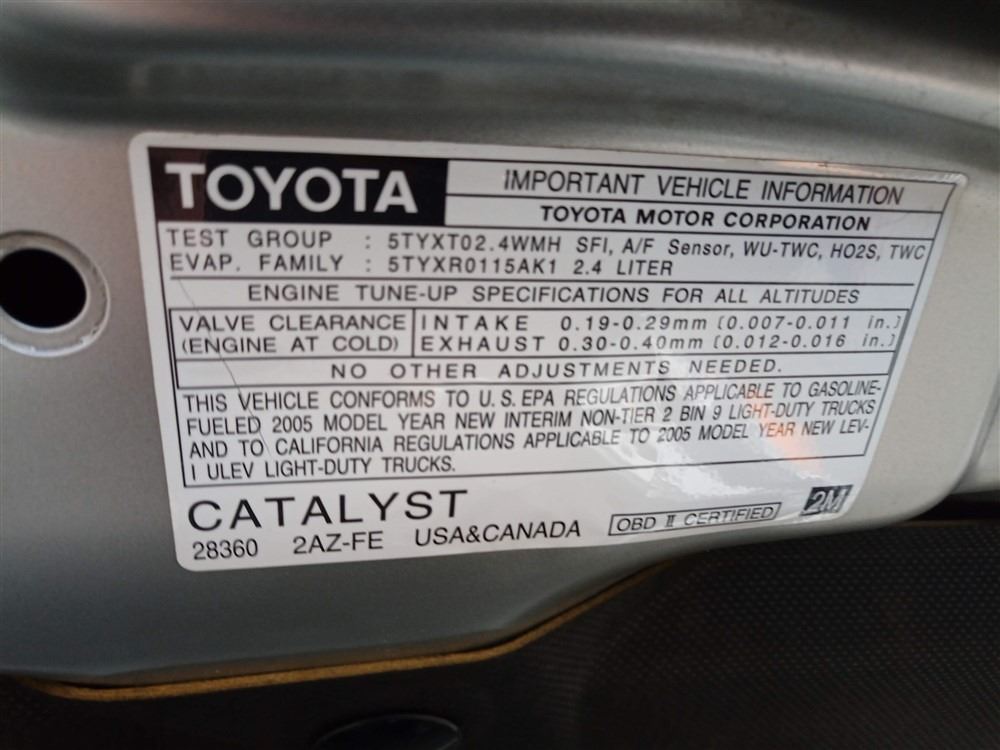 TOYOTA
IMPORTANT VEHICLE INFORMATION
TOYOTA MOTOR CORPORATION
TEST GROUP : 5TYXT02.4WMH SFI, A/F Sensor, WU-TWC, HO2S, TWC
EVAP. FAMILY : 5TYXR0115AK1 2.4 LITER
ENGINE TUNE-UP SPECIFICATIONS FOR ALL ALTITUDES
VALVE CLEARANCE INTAKE 0.19-0.29mm (0.007-0.011 in.)
(ENGINE AT COLD) EXHAUST 0.30-0.40mm (0.012-0.016 in.)
NO OTHER ADJUSTMENTS NEEDED.
THIS VEHICLE CONFORMS TO U.S. EPA REGULATIONS APPLICABLE TO GASOLINE-
FUELED 2005 MODEL YEAR NEW INTERIM NON-TIER 2 BIN 9 LIGHT-DUTY TRUCKS
AND TO CALIFORNIA REGULATIONS APPLICABLE TO 2005 MODEL YEAR NEW LEV-
I ULEV LIGHT-DUTY TRUCKS.
CATALYST
28360 2AZ-FE USA&CANADA OBD II CERTIFIED 2M